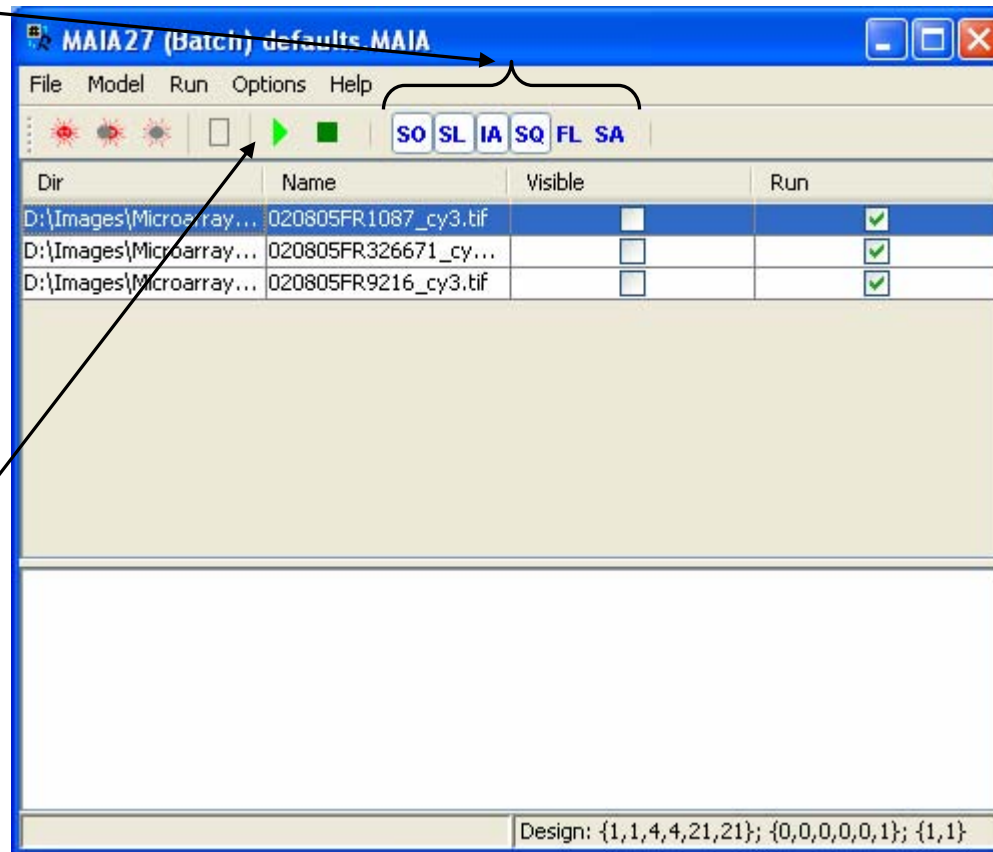 MAIA27 (Batch) defaults.MAIA
File Model Run Options Help
SO SL IA SQ FL SA
Dir Name Visible Run
D:\Images\Microarray... 020805FR1087_cy3.tif
D:\Images\Microarray... 020805FR326671_cy...
D:\Images\Microarray... 020805FR9216_cy3.tif
Design: {1,1,4,4,21,21}; {0,0,0,0,0,1}; {1,1}